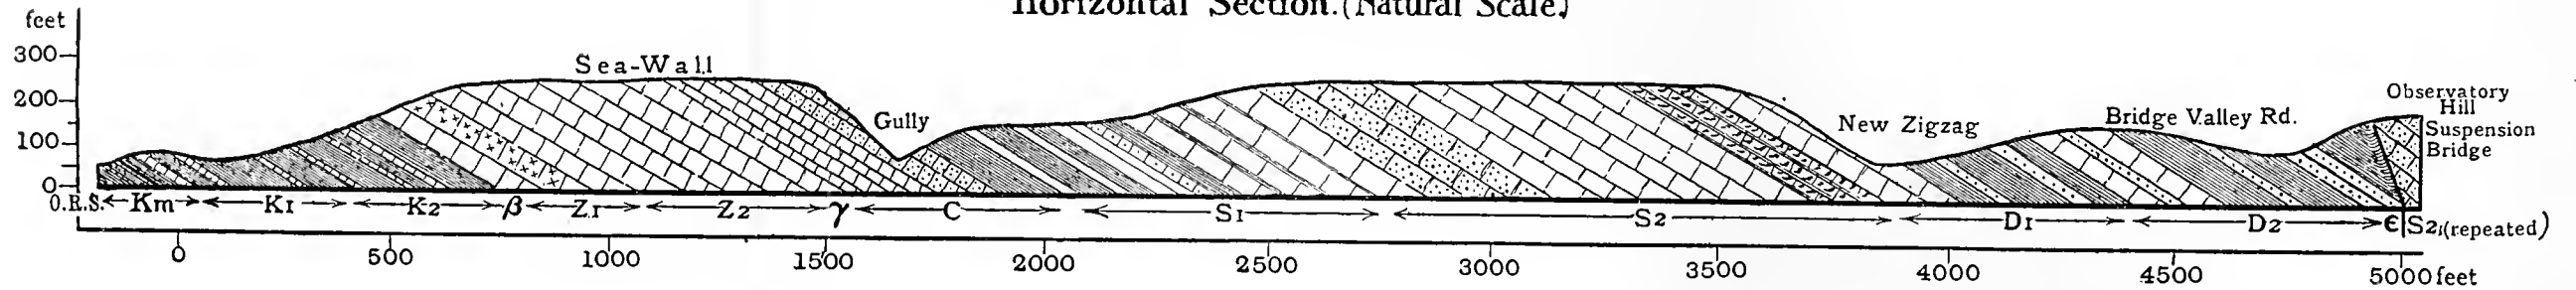 Horizontal Section. (Natural Scale.)
feet
300
200
100
0
Sea-Wall
Gully
New Zigzag
Bridge Valley Rd.
Observatory
Hill
Suspension
Bridge
O.R.S. Km K1 K2 β Z1 Z2 γ C S1 S2 D1 D2 ϵ S2,(repeated)
0 500 1000 1500 2000 2500 3000 3500 4000 4500 5000 feet